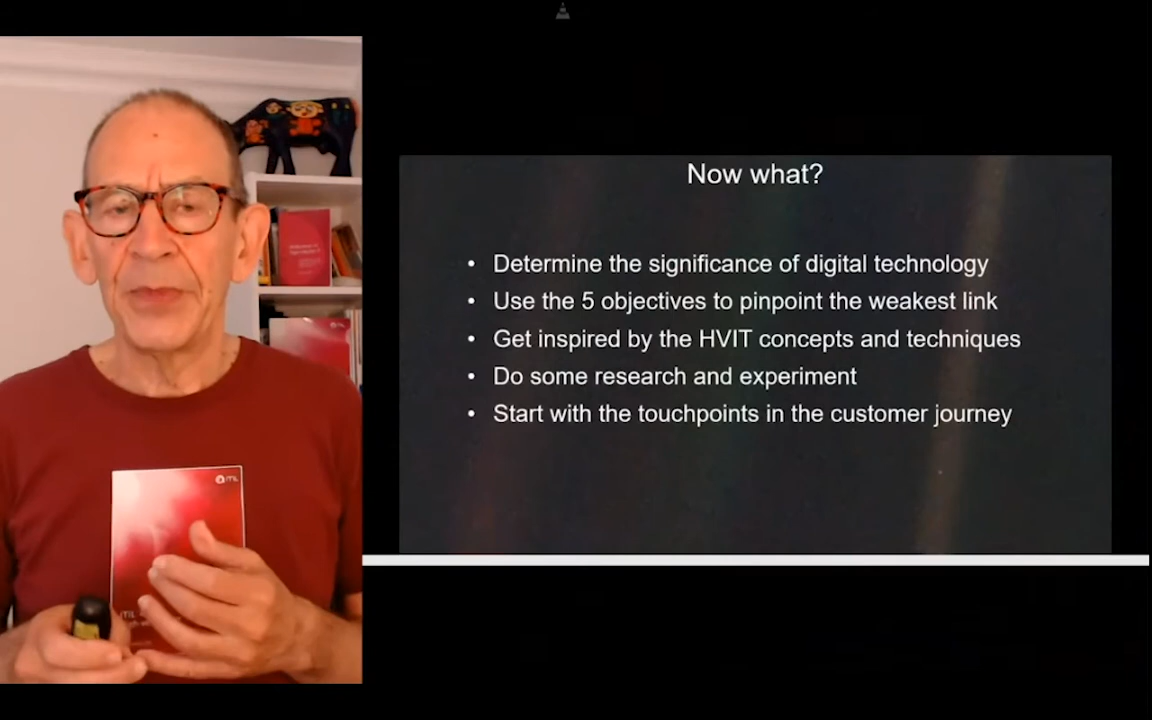 Now what?
• Determine the significance of digital technology
• Use the 5 objectives to pinpoint the weakest link
• Get inspired by the HVIT concepts and techniques
• Do some research and experiment
• Start with the touchpoints in the customer journey
ITIL